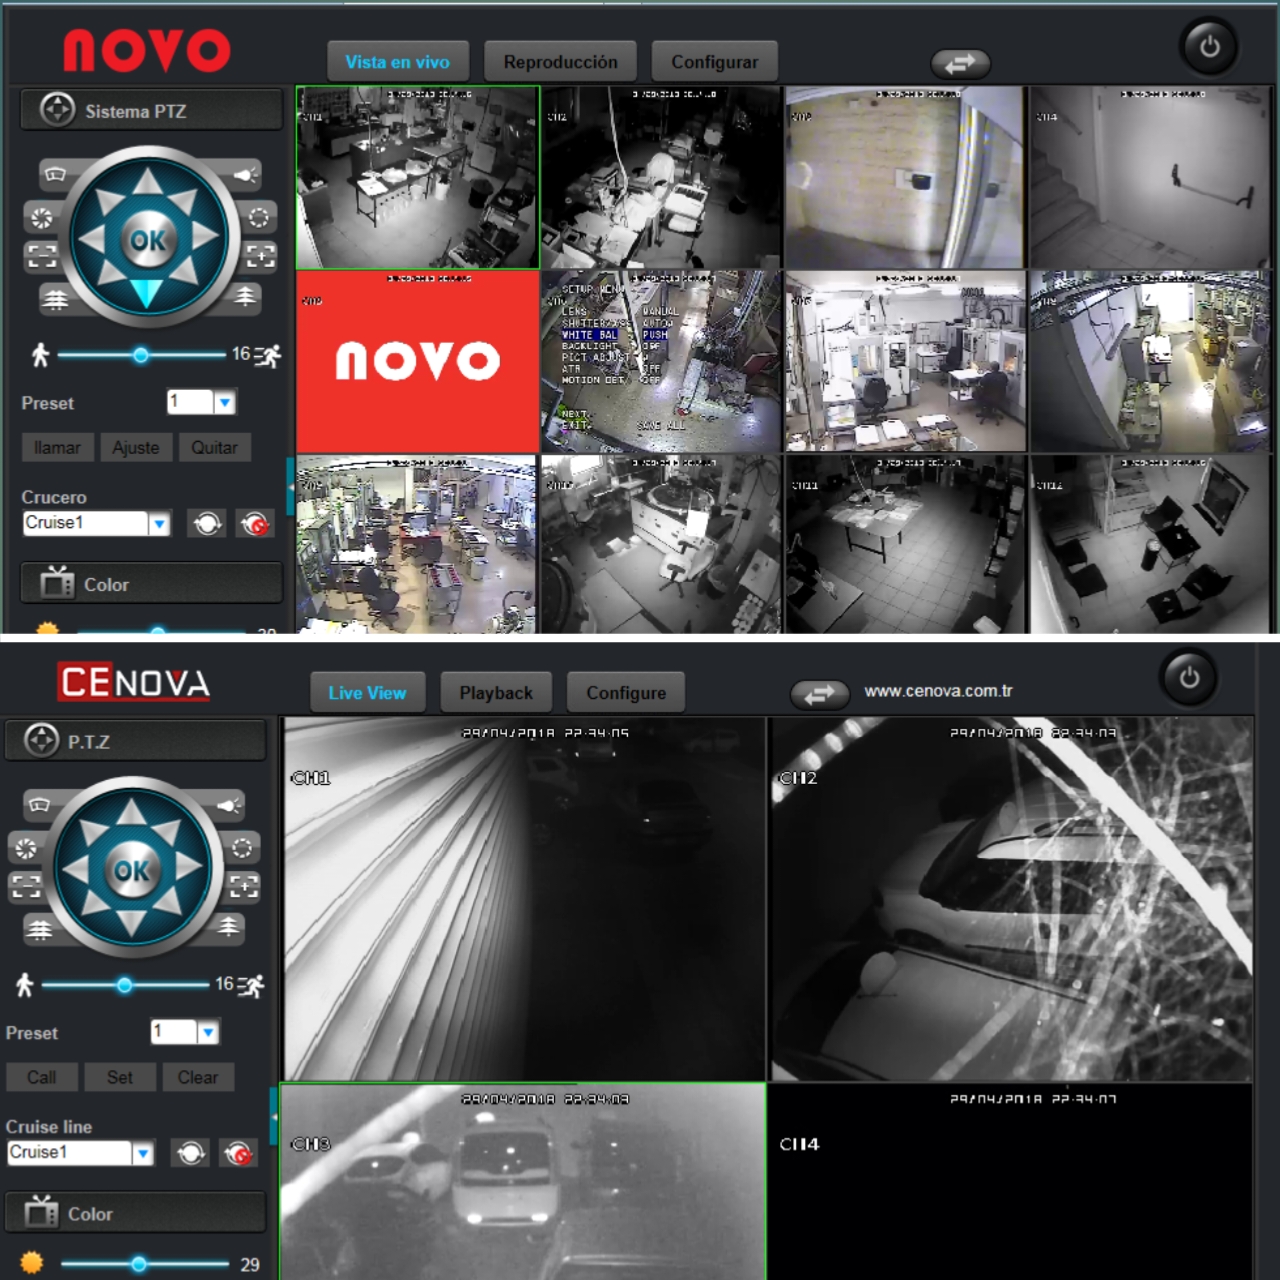 novo
Vista en vivo
Reproducción
Configurar
Sistema PTZ
CH1
CH2
CH4
OK
16
Preset
1
llamar
Ajuste
Quitar
Crucero
Cruise1
Color
novo
SETUP MENU
LENS MANUAL
WHITE BAL PUSH
BACKLIGHT OFF
PICT ADJUST
ATR OFF
MOTION DET OFF
NEXT
EXIT SAVE ALL
CH11
CH12
CENOVA
Live View
Playback
Configure
www.cenova.com.tr
P.T.Z
OK
16
Preset
1
Call
Set
Clear
Cruise line
Cruise1
Color
29
29/04/2018 22:34:05
CH1
29/04/2018 22:34:03
CH2
29/04/2018 22:34:03
CH3
29/04/2018 22:34:07
CH4